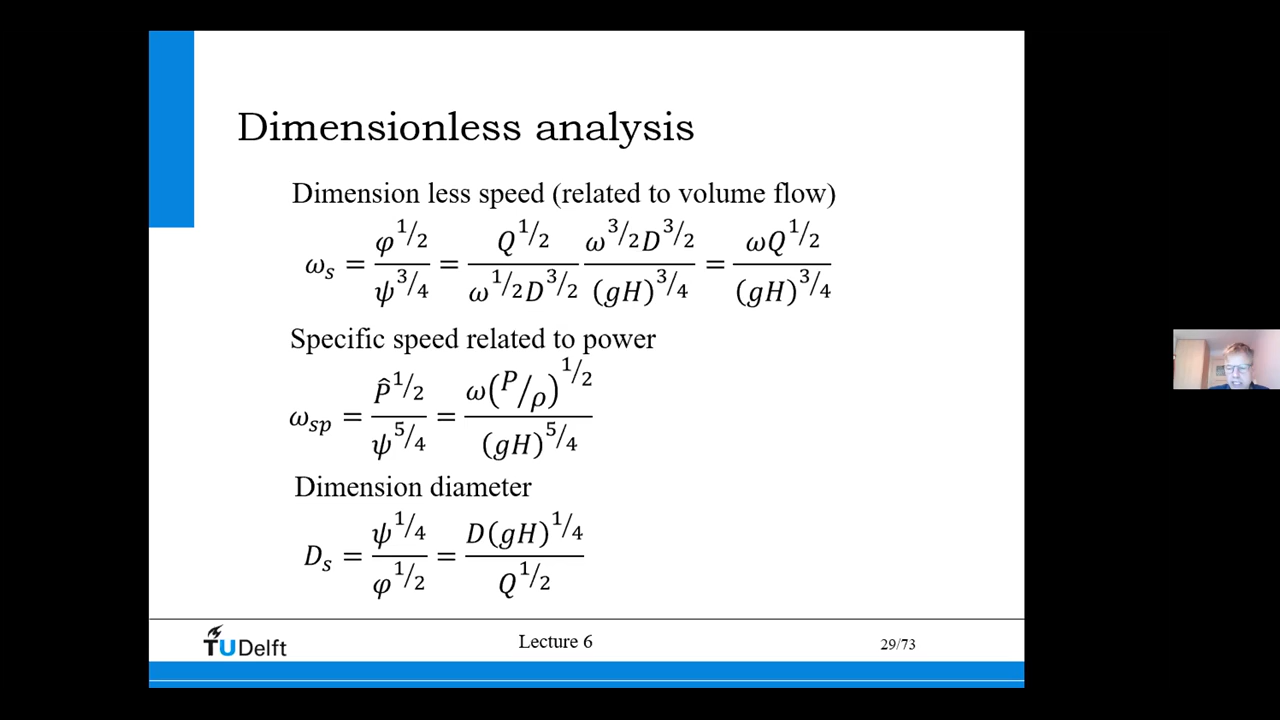 Dimensionless analysis
Dimension less speed (related to volume flow)
ω_s = φ^{1/2} / ψ^{3/4} = Q^{1/2} / (ω^{1/2} D^{3/2}) · ω^{3/2} D^{3/2} / (gH)^{3/4} = ωQ^{1/2} / (gH)^{3/4}
Specific speed related to power
ω_{sp} = P̂^{1/2} / ψ^{5/4} = ω(P/ρ)^{1/2} / (gH)^{5/4}
Dimension diameter
D_s = ψ^{1/4} / φ^{1/2} = D(gH)^{1/4} / Q^{1/2}
TUDelft
Lecture 6
29/73